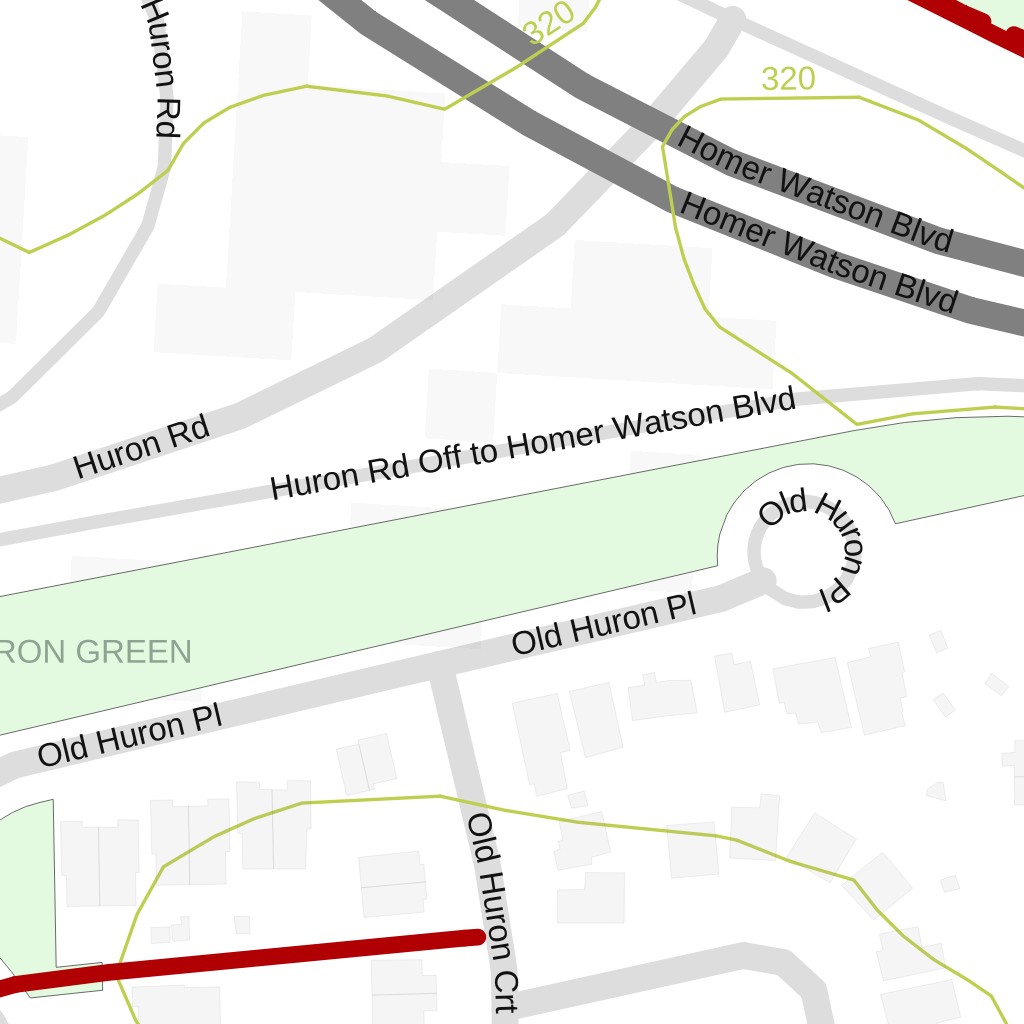 320
Huron Rd
320
Homer Watson Blvd
Homer Watson Blvd
Huron Rd
Huron Rd Off to Homer Watson Blvd
Old Huron Pl
Old Huron Pl
RON GREEN
Old Huron Pl
Old Huron Crt